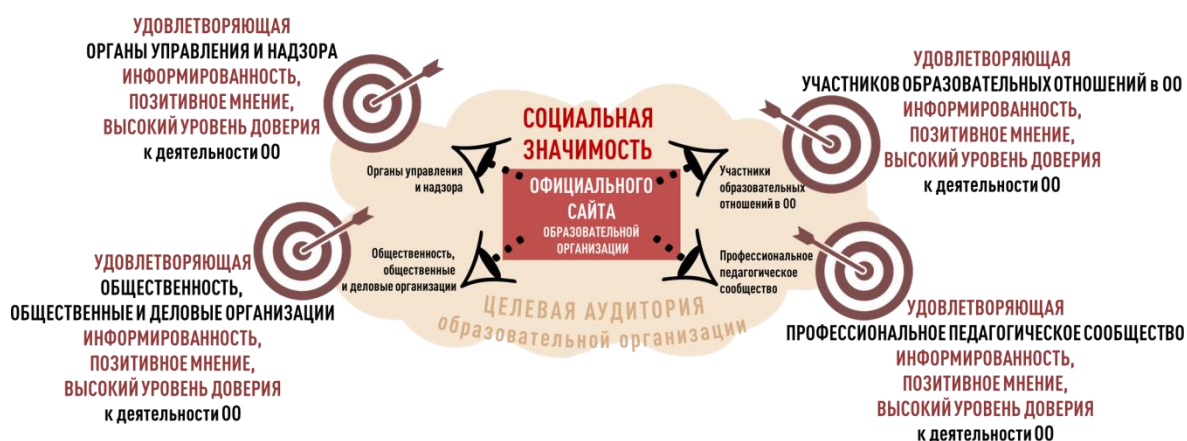 УДОВЛЕТВОРЯЮЩАЯ
ОРГАНЫ УПРАВЛЕНИЯ И НАДЗОРА
ИНФОРМИРОВАННОСТЬ,
ПОЗИТИВНОЕ МНЕНИЕ,
ВЫСОКИЙ УРОВЕНЬ ДОВЕРИЯ
к деятельности ОО
УДОВЛЕТВОРЯЮЩАЯ
УЧАСТНИКОВ ОБРАЗОВАТЕЛЬНЫХ ОТНОШЕНИЙ в ОО
ИНФОРМИРОВАННОСТЬ,
ПОЗИТИВНОЕ МНЕНИЕ,
ВЫСОКИЙ УРОВЕНЬ ДОВЕРИЯ
к деятельности ОО
СОЦИАЛЬНАЯ
ЗНАЧИМОСТЬ
ОФИЦИАЛЬНОГО
САЙТА
ОБРАЗОВАТЕЛЬНОЙ
ОРГАНИЗАЦИИ
Органы управления
и надзора
Участники
образовательных
отношений в ОО
Общественность,
общественные
и деловые организации
Профессиональное
педагогическое
сообщество
ЦЕЛЕВАЯ АУДИТОРИЯ
образовательной организации
УДОВЛЕТВОРЯЮЩАЯ
ОБЩЕСТВЕННОСТЬ,
ОБЩЕСТВЕННЫЕ И ДЕЛОВЫЕ ОРГАНИЗАЦИИ
ИНФОРМИРОВАННОСТЬ,
ПОЗИТИВНОЕ МНЕНИЕ,
ВЫСОКИЙ УРОВЕНЬ ДОВЕРИЯ
к деятельности ОО
УДОВЛЕТВОРЯЮЩАЯ
ПРОФЕССИОНАЛЬНОЕ ПЕДАГОГИЧЕСКОЕ СООБЩЕСТВО
ИНФОРМИРОВАННОСТЬ,
ПОЗИТИВНОЕ МНЕНИЕ,
ВЫСОКИЙ УРОВЕНЬ ДОВЕРИЯ
к деятельности ОО